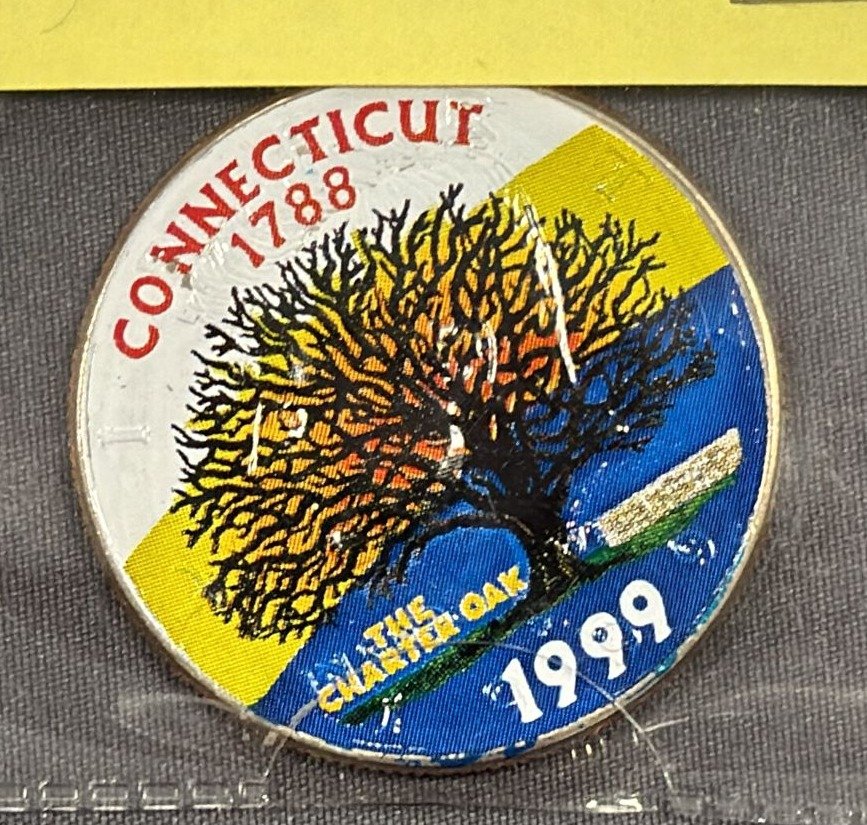 CONNECTICUT
1788
THE
CHARTER OAK
1999